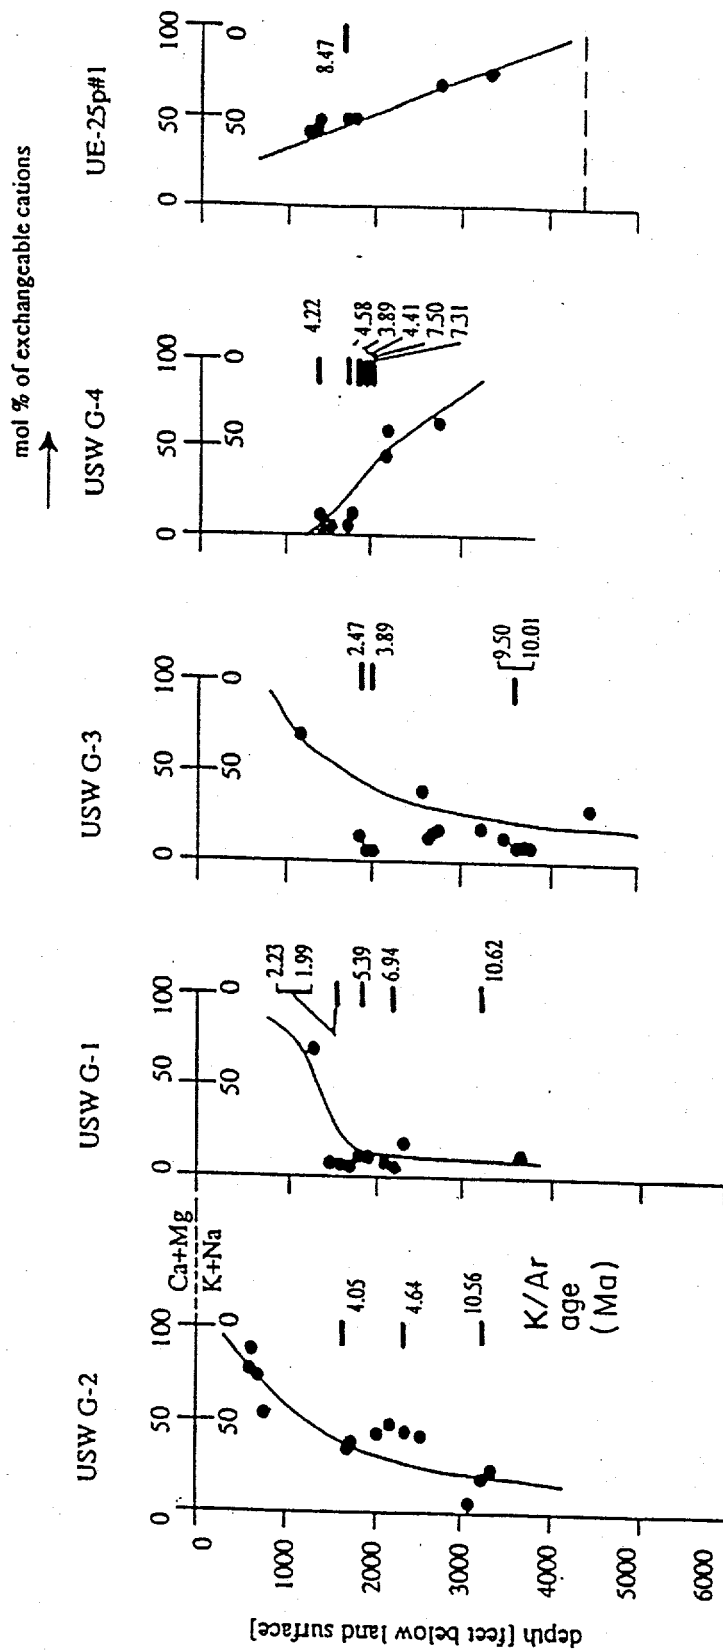 mol % of exchangeable cations
USW G-2
USW G-1
USW G-3
USW G-4
UE-25p#1
0 50 100
Ca+Mg
K+Na
50 0
0 50 100
50 0
0 50 100
50 0
0 50 100
50 0
0 50 100
50 0
0
1000
2000
3000
4000
5000
6000
depth [feet below land surface]
4.05
4.64
10.56
K/Ar
age
(Ma)
2.23
1.99
5.39
6.94
10.62
2.47
3.89
9.50
10.01
4.22
4.58
3.89
4.41
7.50
7.31
8.47